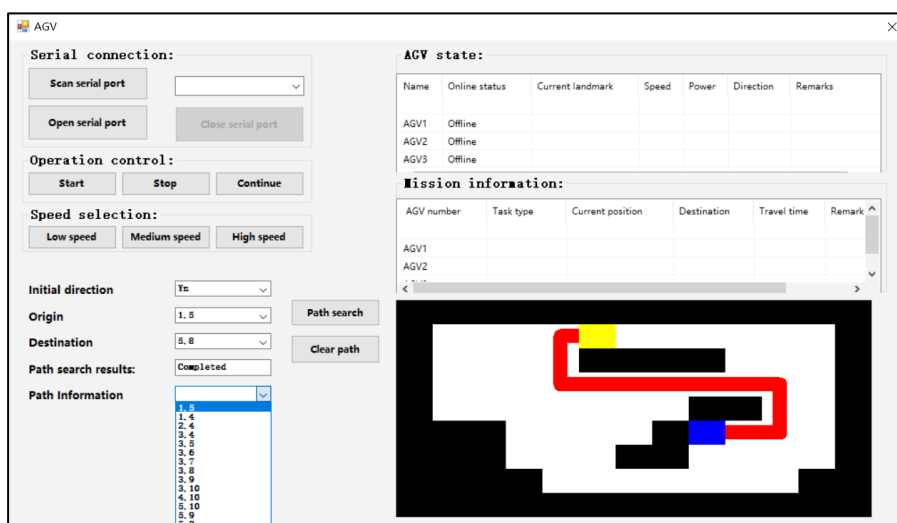 AGV
Serial connection:
Scan serial port
Open serial port
Close serial port
Operation control:
Start Stop Continue
Speed selection:
Low speed Medium speed High speed
Initial direction Yn
Origin 1.5
Destination 5.8
Path search results: Completed
Path Information
1.5
1.4
2.4
3.4
3.5
3.6
3.7
3.8
3.9
3.10
4.10
5.10
5.9
Path search
Clear path
AGV state:
Name Online status Current landmark Speed Power Direction Remarks
AGV1 Offline
AGV2 Offline
AGV3 Offline
Mission information:
AGV number Task type Current position Destination Travel time Remark
AGV1
AGV2